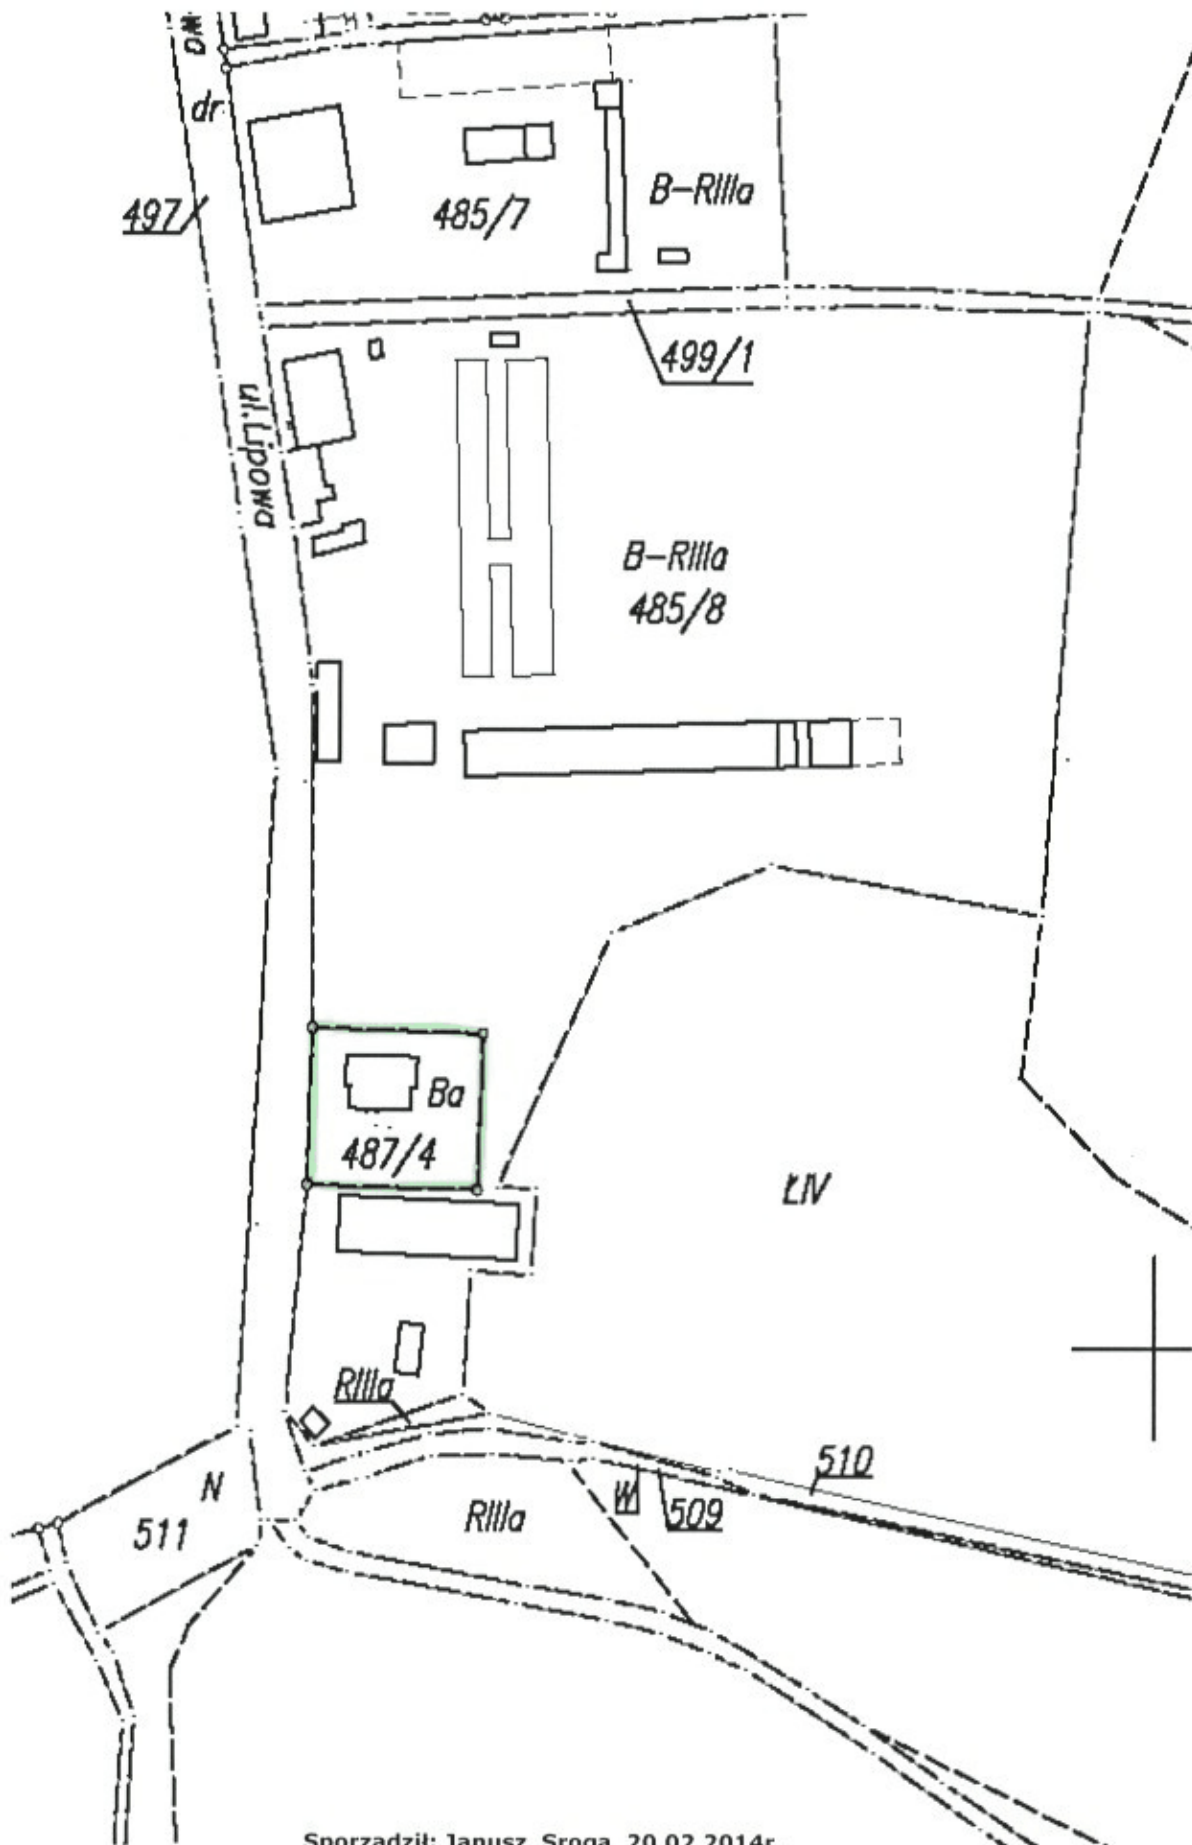 dr
497
485/7
B-RIIIa
499/1
ul. Lipowa
B-RIIIa
485/8
Ba
487/4
ŁIV
RIIIa
N
511
RIIIa
W
509
510
Sporządził: Janusz Sroga 20.02.2014r.